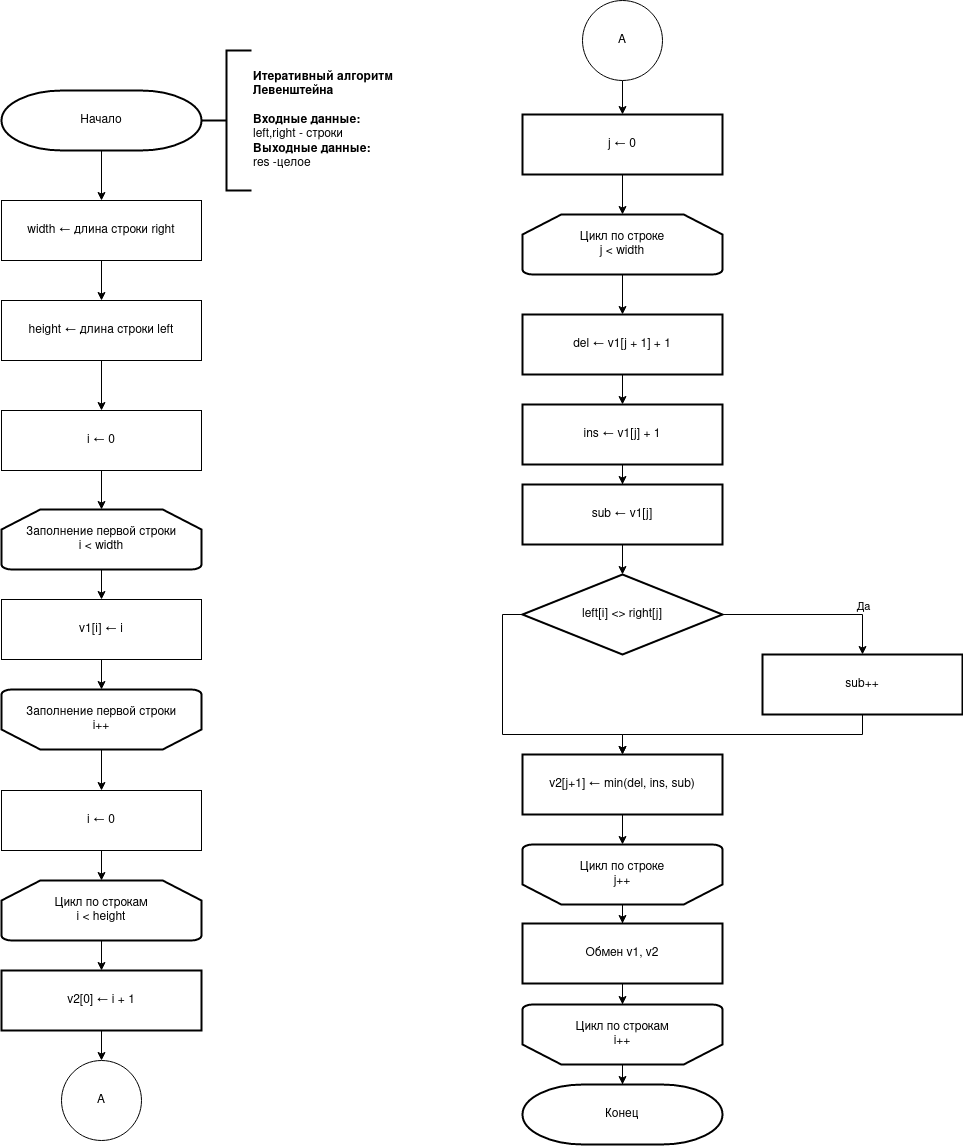 Начало
Итеративный алгоритм
Левенштейна
Входные данные:
left,right - строки
Выходные данные:
res -целое
width ← длина строки right
height ← длина строки left
i ← 0
Заполнение первой строки
i < width
v1[i] ← i
Заполнение первой строки
i++
i ← 0
Цикл по строкам
i < height
v2[0] ← i + 1
А
А
j ← 0
Цикл по строке
j < width
del ← v1[j + 1] + 1
ins ← v1[j] + 1
sub ← v1[j]
left[i] <> right[j]
Да
sub++
v2[j+1] ← min(del, ins, sub)
Цикл по строке
j++
Обмен v1, v2
Цикл по строкам
i++
Конец